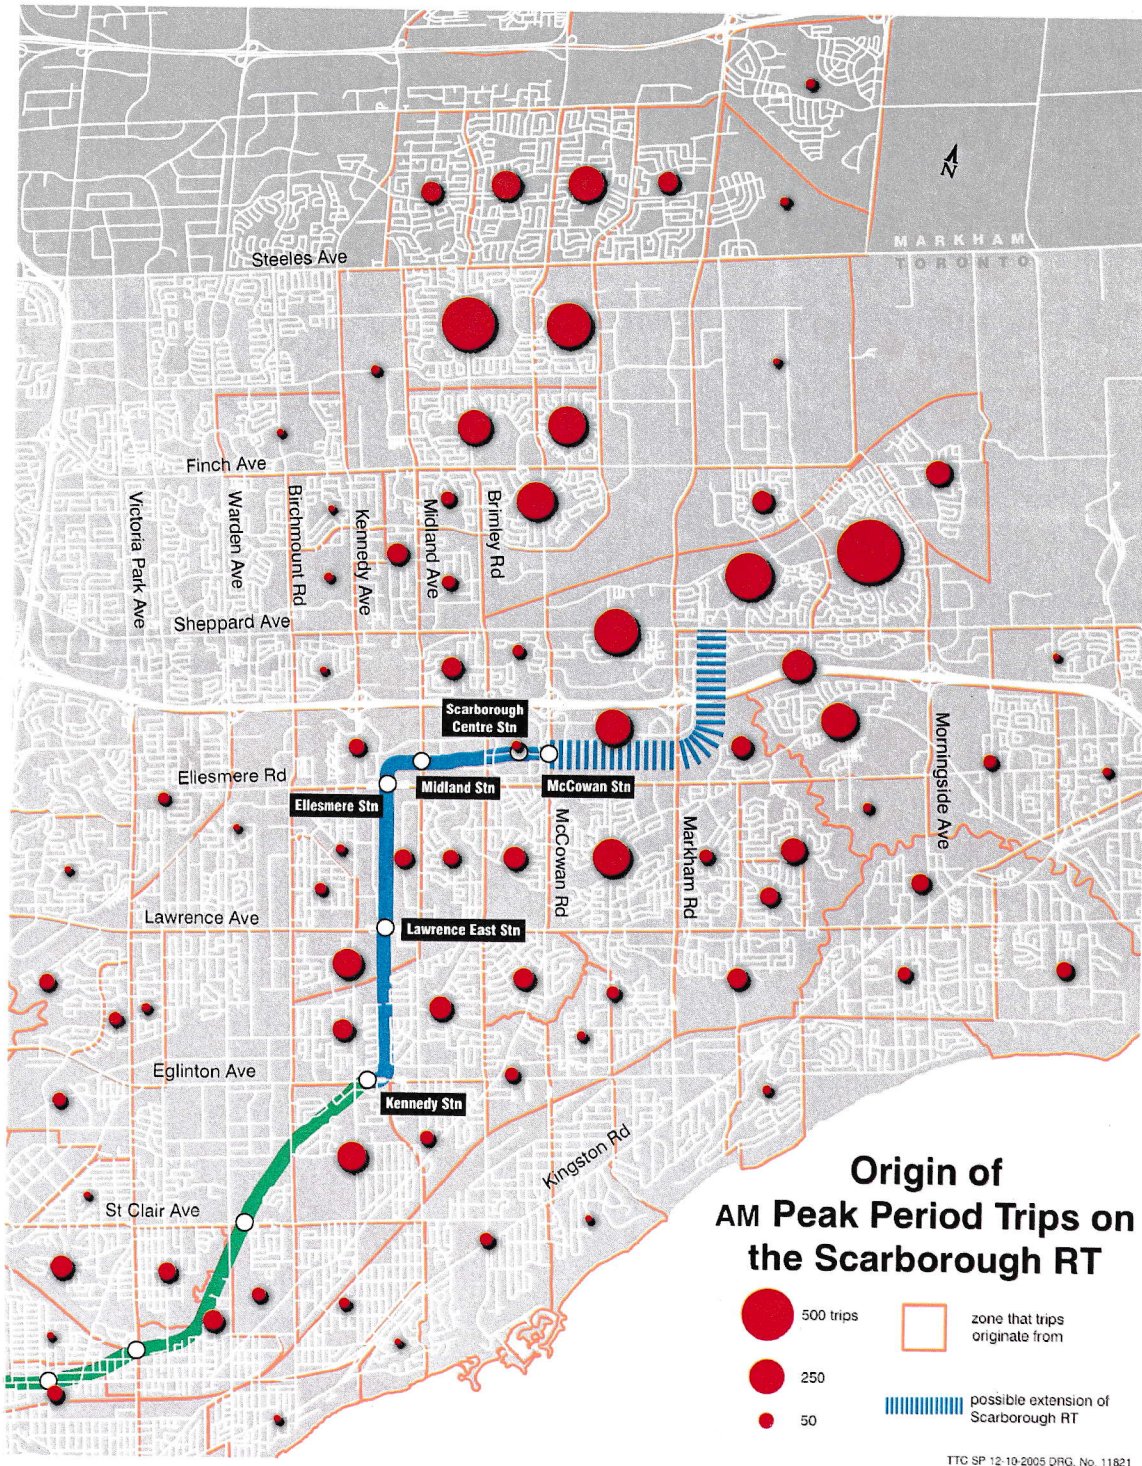 N
MARKHAM
TORONTO
Steeles Ave
Finch Ave
Victoria Park Ave
Warden Ave
Birchmount Rd
Kennedy Ave
Midland Ave
Brimley Rd
Sheppard Ave
Scarborough
Centre Stn
Ellesmere Rd
Ellesmere Stn
Midland Stn
McCowan Stn
McCowan Rd
Markham Rd
Morningside Ave
Lawrence Ave
Lawrence East Stn
Eglinton Ave
Kennedy Stn
Kingston Rd
St Clair Ave
Origin of
AM Peak Period Trips on
the Scarborough RT
500 trips
zone that trips
originate from
250
possible extension of
Scarborough RT
50
TTC SP 12-10-2005 DRG. No. 11821